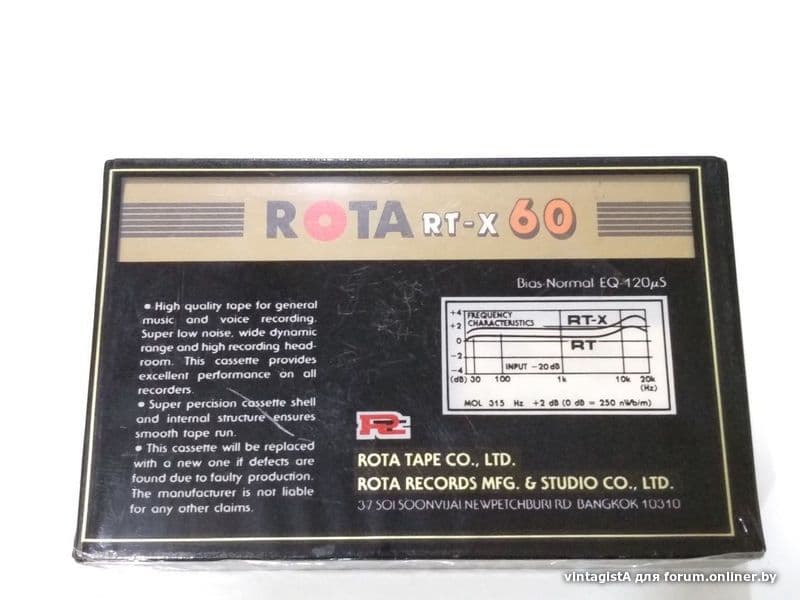 ROTA RT-X 60
Bias-Normal EQ-120μS
• High quality tape for general
music and voice recording.
Super low noise, wide dynamic
range and high recording head-
room. This cassette provides
excellent performance on all
recorders.
• Super percision cassette shell
and internal structure ensures
smooth tape run.
• This cassette will be replaced
with a new one if defects are
found due to faulty production.
The manufacturer is not liable
for any other claims.
FREQUENCY
CHARACTERISTICS
RT-X
RT
INPUT -20dB
+4
+2
0
-2
-4
(dB) 30 100 1k 10k 20k
(Hz)
MOL 315 Hz +2 dB (0 dB = 250 nWb/m)
ROTA TAPE CO., LTD.
ROTA RECORDS MFG. & STUDIO CO., LTD.
37 SOI SOONVIJAI NEWPETCHBURI RD BANGKOK 10310
vintagistA для forum.onliner.by